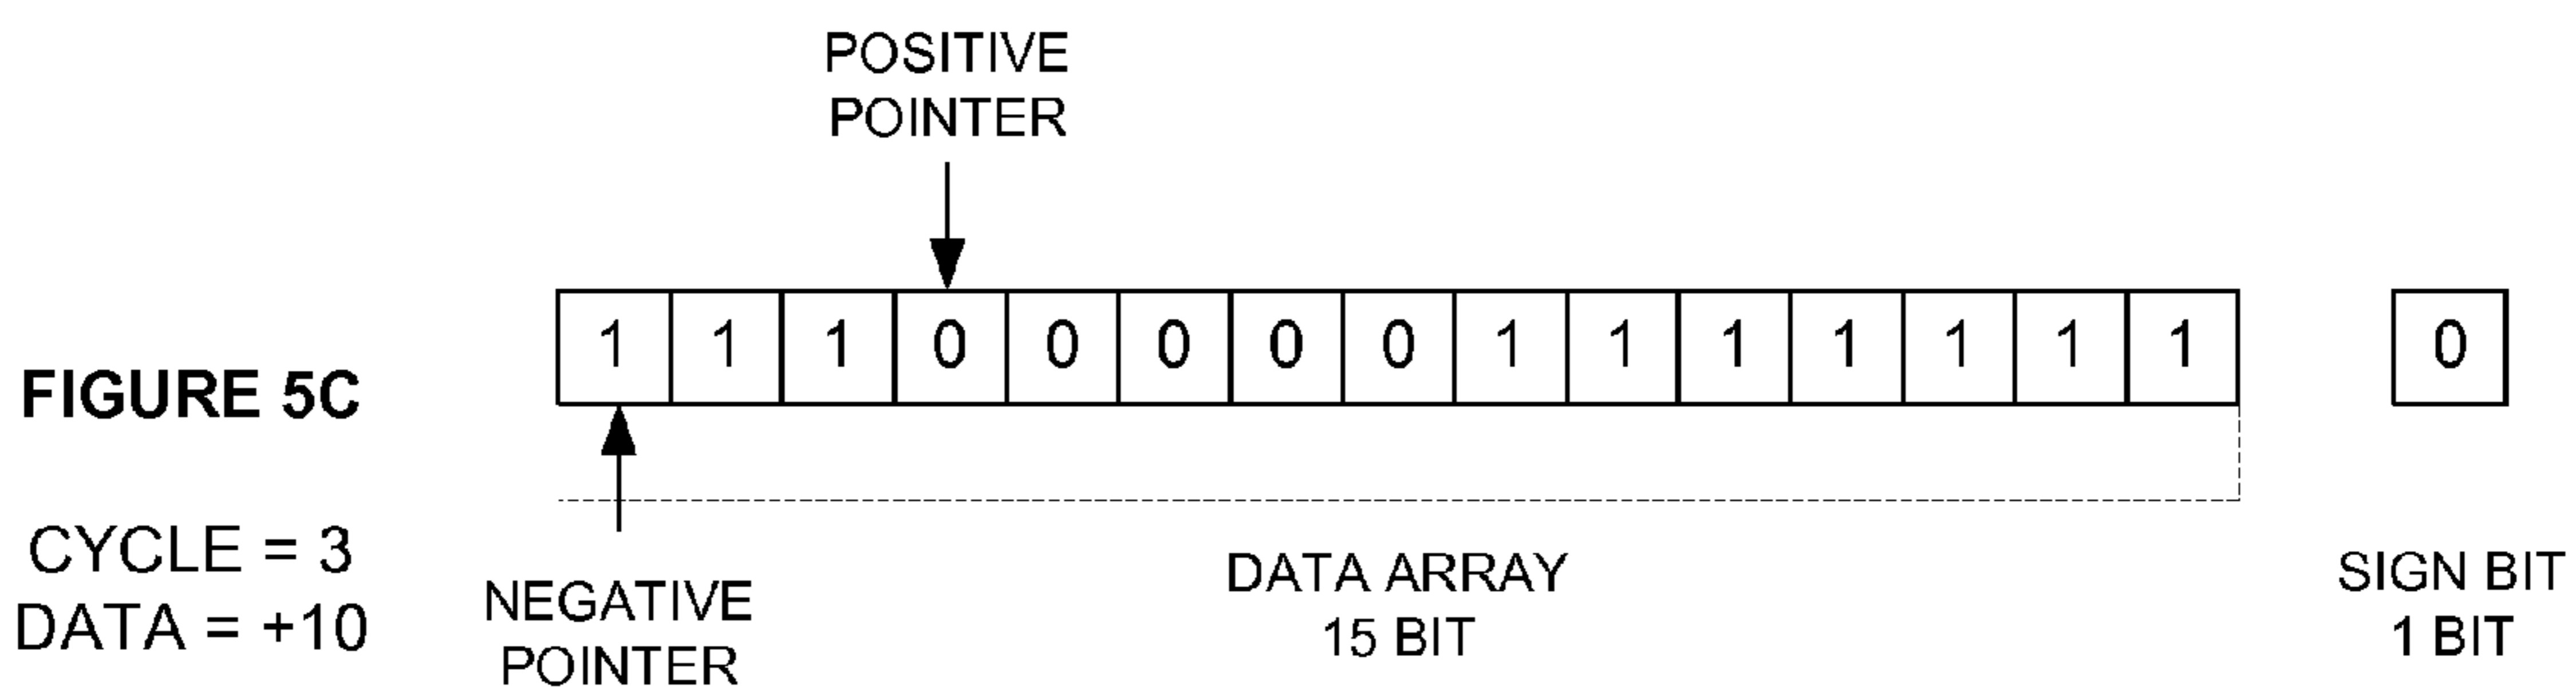 POSITIVE
POINTER
1 1 1 0 0 0 0 0 1 1 1 1 1 1 1 0
FIGURE 5C
CYCLE = 3
DATA = +10
NEGATIVE
POINTER
DATA ARRAY
15 BIT
SIGN BIT
1 BIT